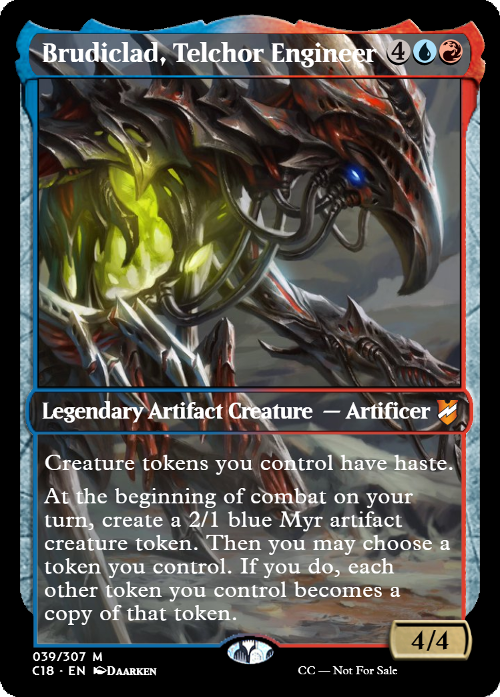 Brudiclad, Telchor Engineer 4
Legendary Artifact Creature — Artificer
Creature tokens you control have haste.
At the beginning of combat on your
turn, create a 2/1 blue Myr artifact
creature token. Then you may choose a
token you control. If you do, each
other token you control becomes a
copy of that token.
4/4
039/307 M
C18 • EN Daarken
CC — Not For Sale